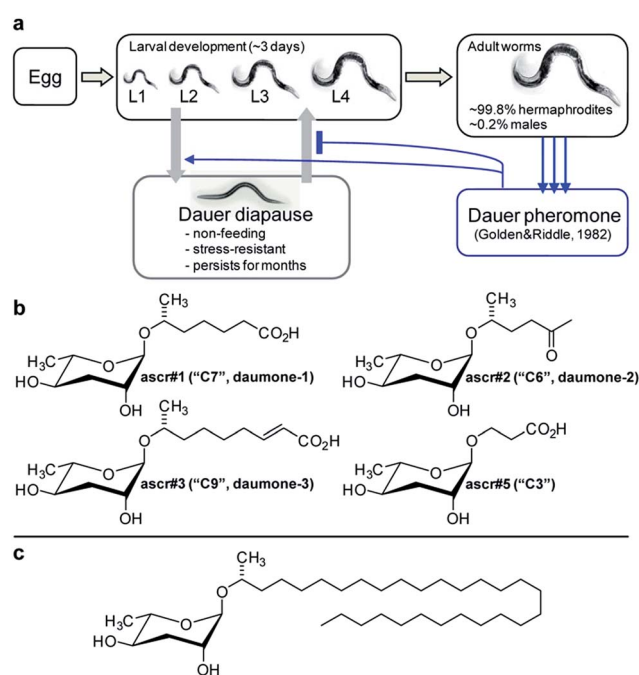 a
Egg
Larval development (~3 days)
L1 L2 L3 L4
Adult worms
~99.8% hermaphrodites
~0.2% males
Dauer diapause
- non-feeding
- stress-resistant
- persists for months
Dauer pheromone
(Golden&Riddle, 1982)
b
CH₃
O
CO₂H
H₃C
O
HO
OH
ascr#1 ("C7", daumone-1)
CH₃
O
O
H₃C
O
HO
OH
ascr#2 ("C6", daumone-2)
CH₃
O
CO₂H
H₃C
O
HO
OH
ascr#3 ("C9", daumone-3)
O
CO₂H
H₃C
O
HO
OH
ascr#5 ("C3")
c
CH₃
O
H₃C
O
HO
OH